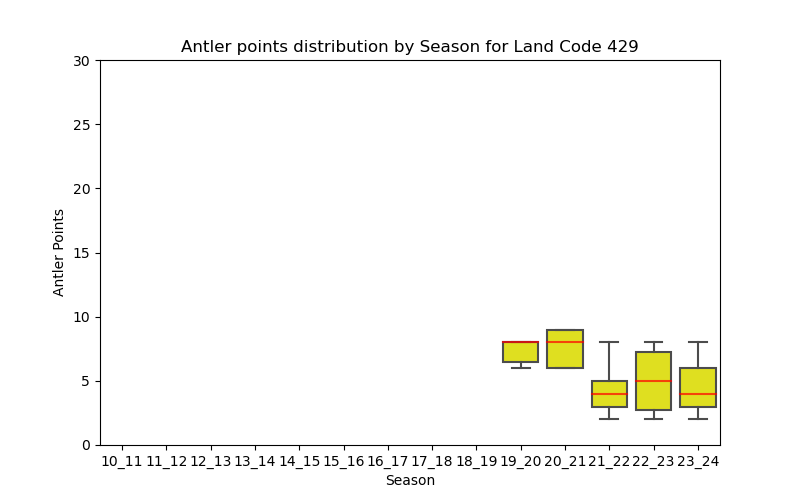 Antler points distribution by Season for Land Code 429
30
25
20
15
10
5
0
Antler Points
10_11 11_12 12_13 13_14 14_15 15_16 16_17 17_18 18_19 19_20 20_21 21_22 22_23 23_24
Season